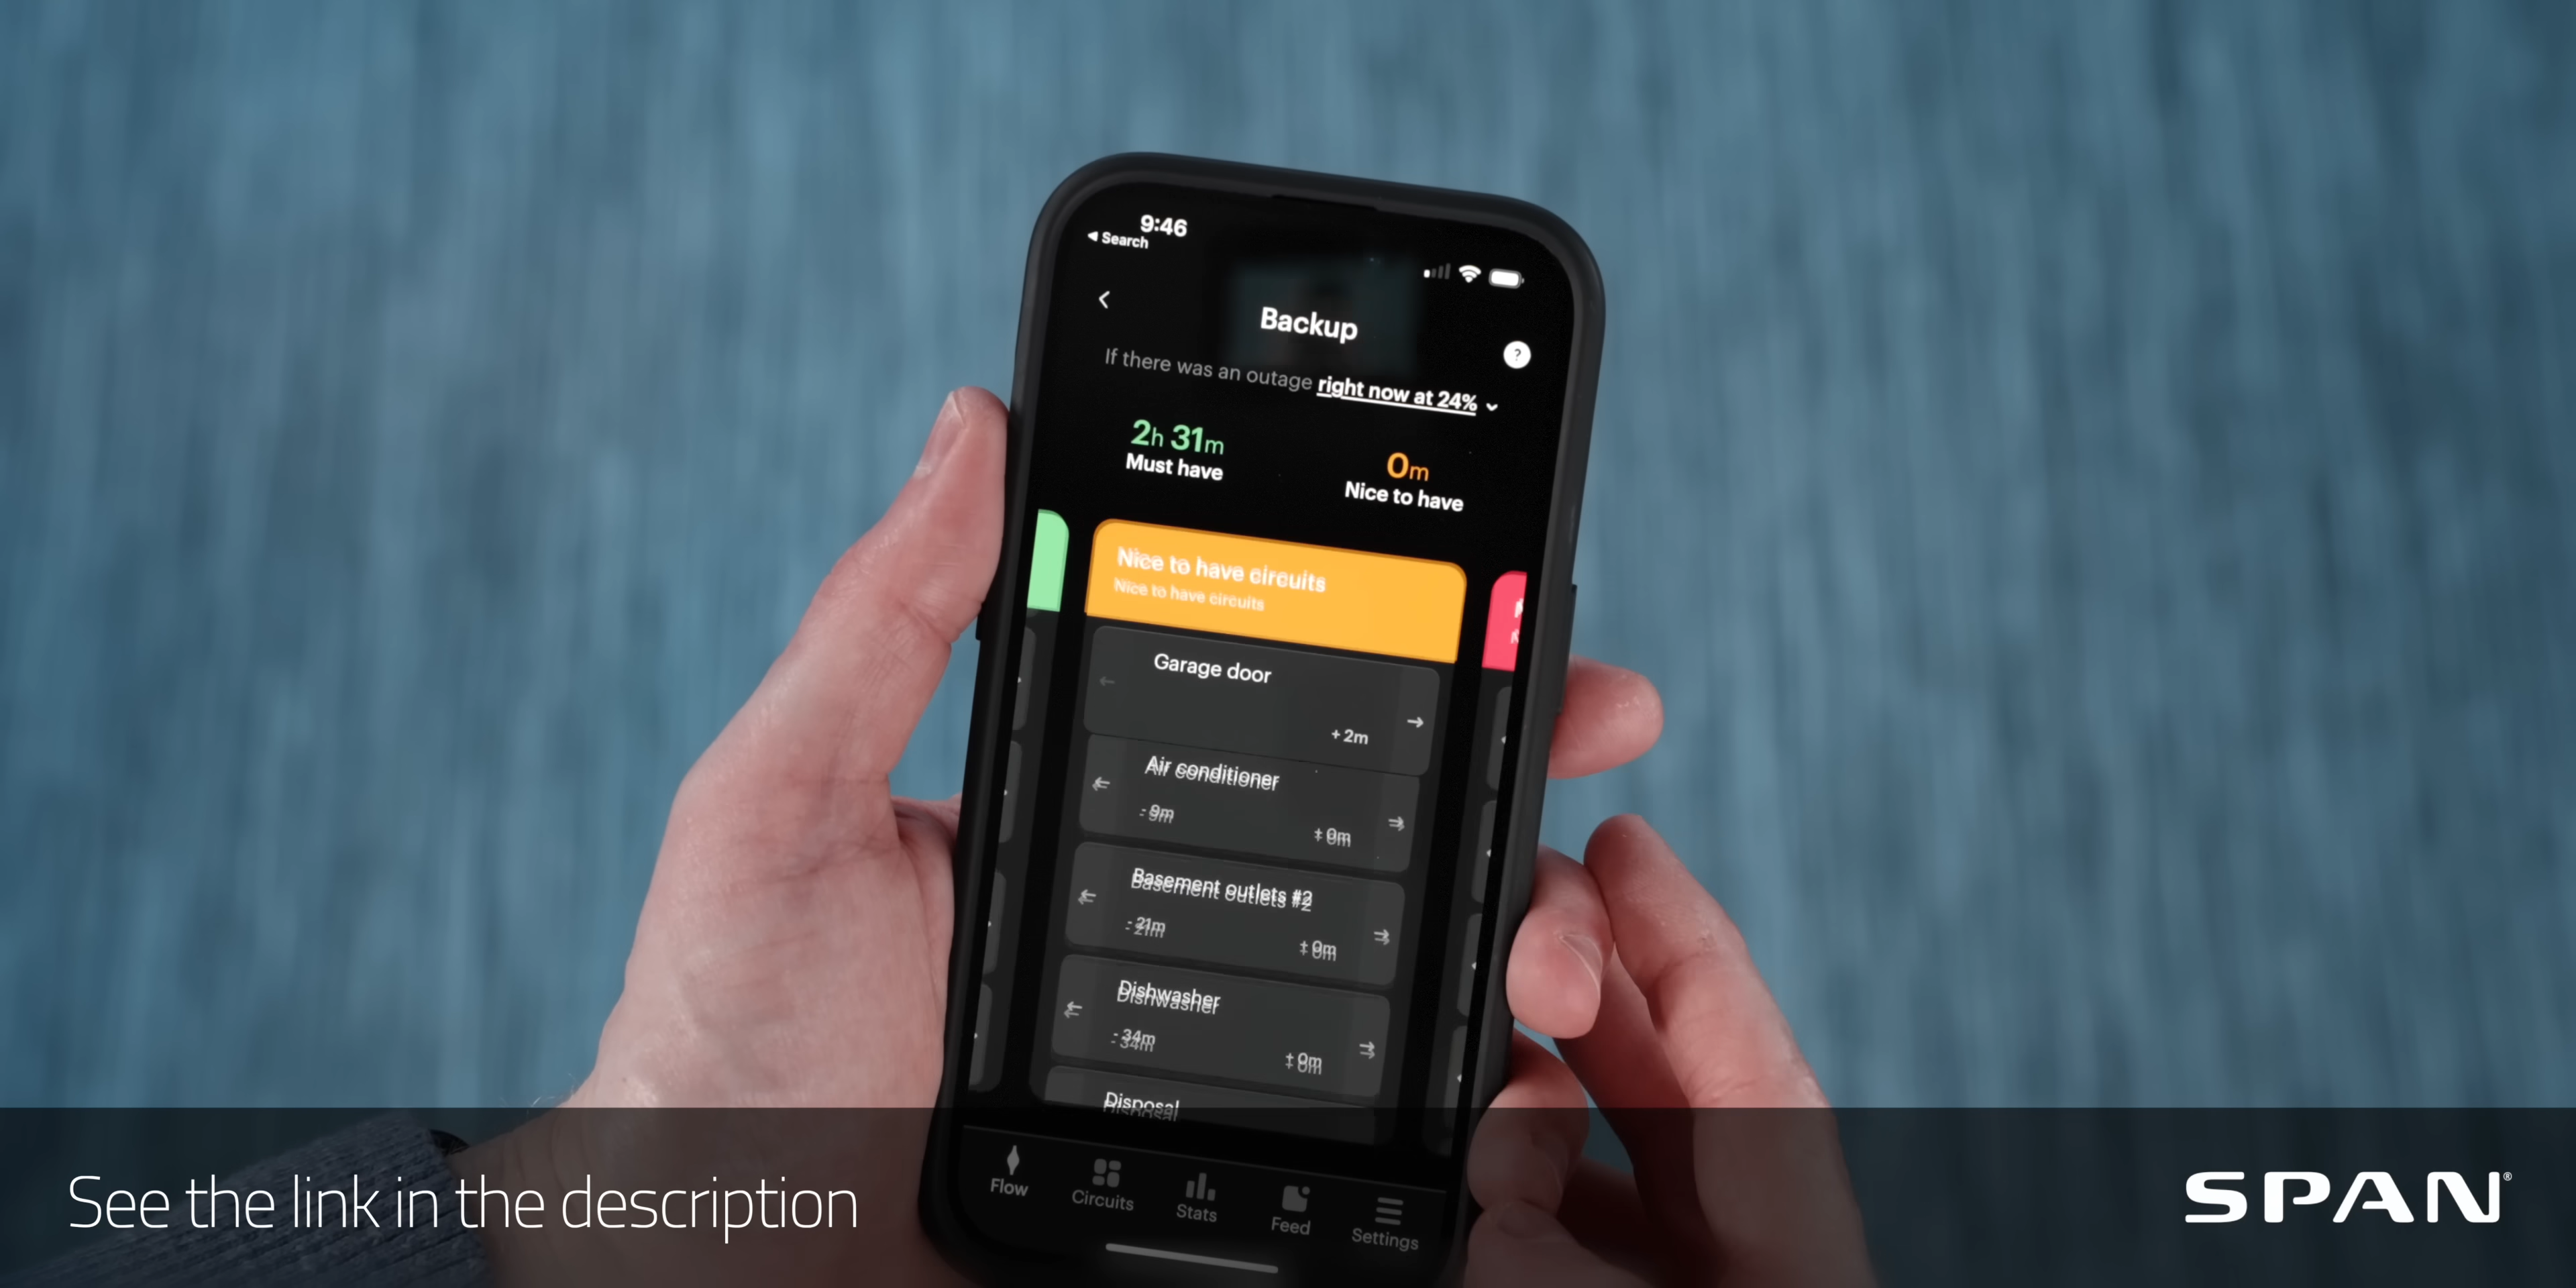 9:46
Search
Backup
?
If there was an outage right now at 24%
2h 31m
Must have
0m
Nice to have
Nice to have circuits
Nice to have circuits
Garage door
+ 2m
Air conditioner
- 9m
+ 0m
Basement outlets #2
- 21m
+ 0m
Dishwasher
- 34m
+ 0m
Disposal
Flow
Circuits
Stats
Feed
Settings
See the link in the description
SPAN®